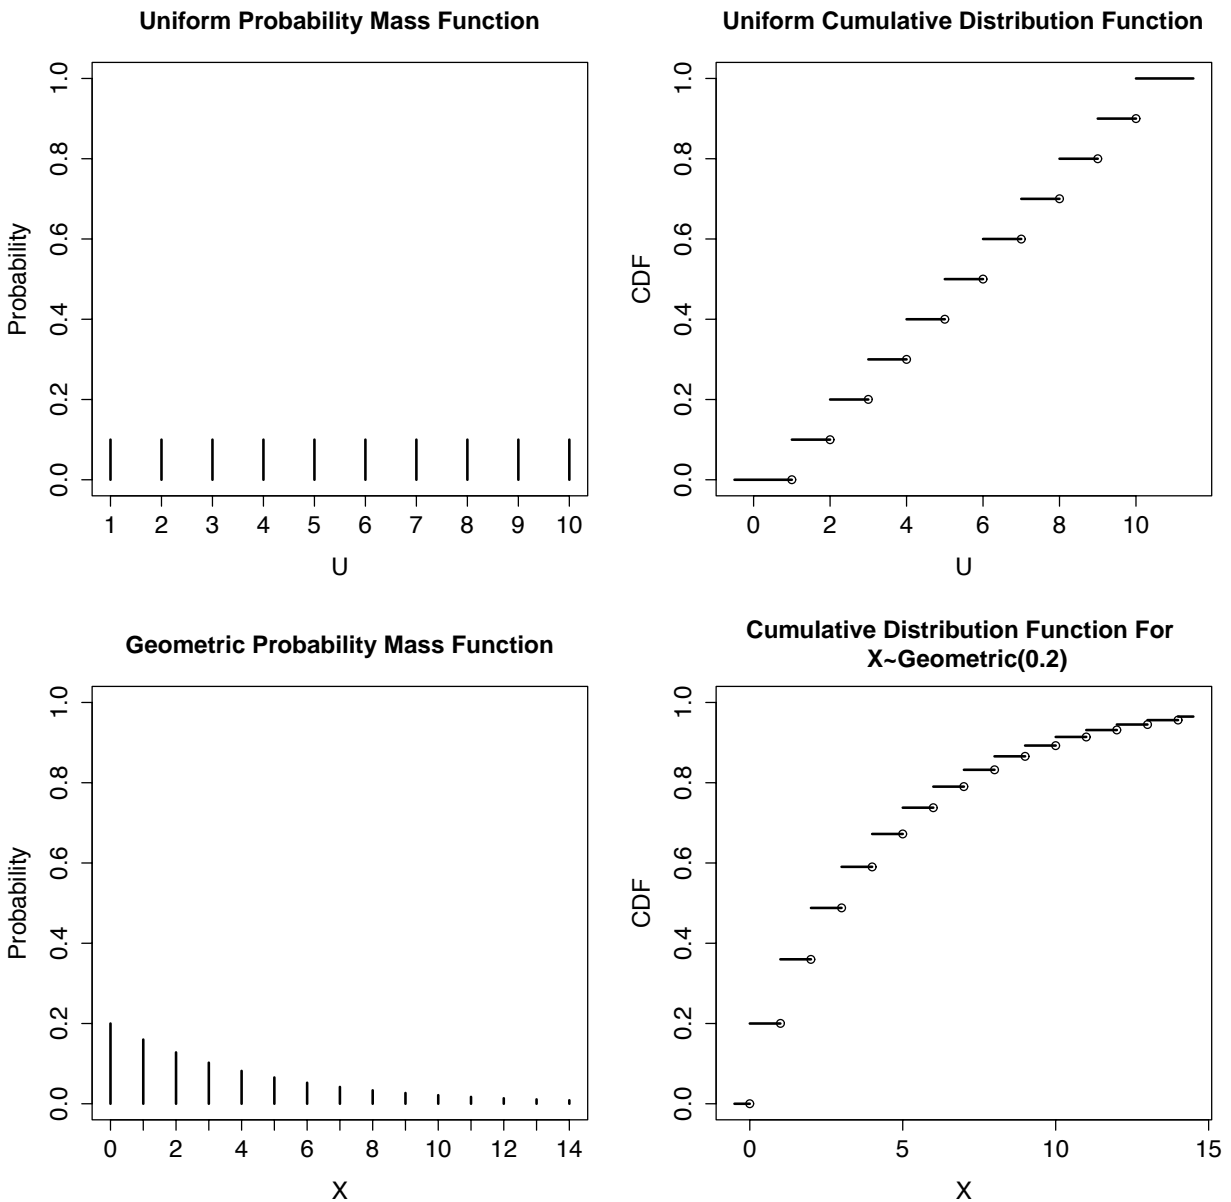 Uniform Probability Mass Function
Probability
0.0 0.2 0.4 0.6 0.8 1.0
1 2 3 4 5 6 7 8 9 10
U
Uniform Cumulative Distribution Function
CDF
0.0 0.2 0.4 0.6 0.8 1.0
0 2 4 6 8 10
U
Geometric Probability Mass Function
Probability
0.0 0.2 0.4 0.6 0.8 1.0
0 2 4 6 8 10 12 14
X
Cumulative Distribution Function For
X~Geometric(0.2)
CDF
0.0 0.2 0.4 0.6 0.8 1.0
0 5 10 15
X